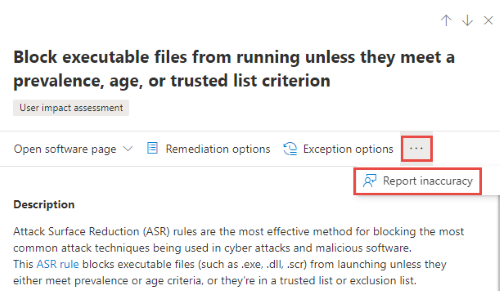 Block executable files from running unless they meet a
prevalence, age, or trusted list criterion
User impact assessment
Open software page Remediation options Exception options ...
Report inaccuracy
Description
Attack Surface Reduction (ASR) rules are the most effective method for blocking the most
common attack techniques being used in cyber attacks and malicious software.
This ASR rule blocks executable files (such as .exe, .dll, .scr) from launching unless they
either meet prevalence or age criteria, or they're in a trusted list or exclusion list.